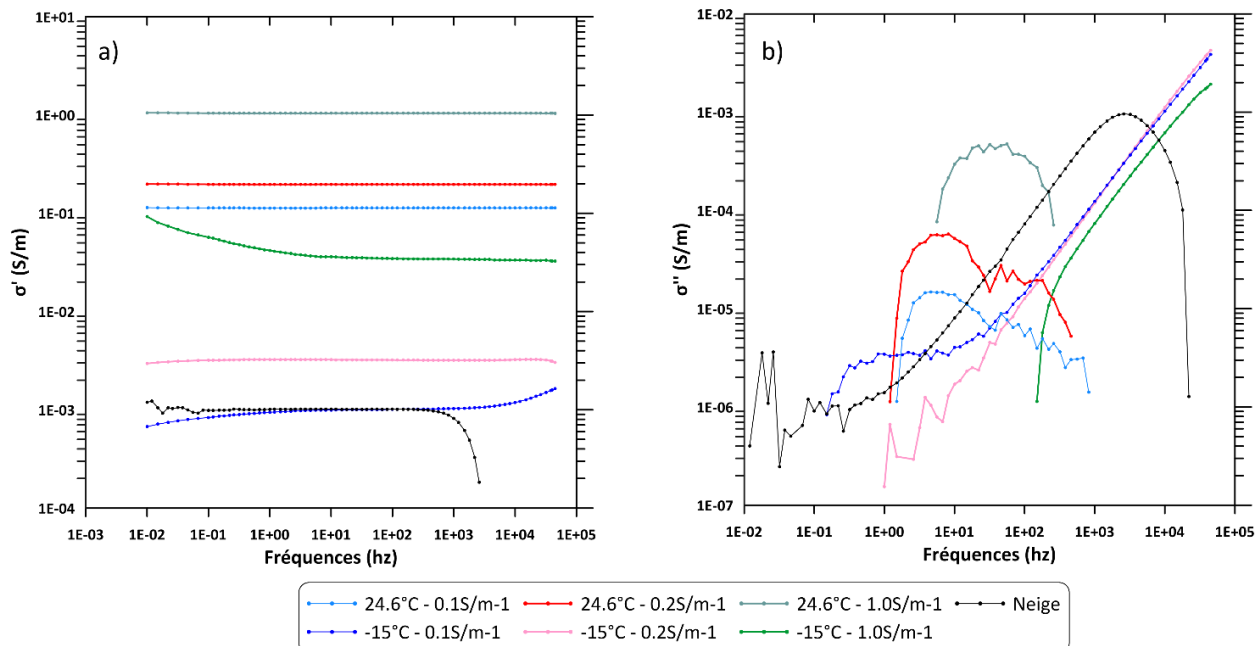 a)
1E+01
1E+00
1E-01
1E-02
1E-03
1E-04
σ' (S/m)
1E-03 1E-02 1E-01 1E+00 1E+01 1E+02 1E+03 1E+04 1E+05
Fréquences (hz)
b)
1E-02
1E-03
1E-04
1E-05
1E-06
1E-07
σ'' (S/m)
1E-02 1E-01 1E+00 1E+01 1E+02 1E+03 1E+04 1E+05
Fréquences (hz)
24.6°C - 0.1S/m-1 24.6°C - 0.2S/m-1 24.6°C - 1.0S/m-1 Neige
-15°C - 0.1S/m-1 -15°C - 0.2S/m-1 -15°C - 1.0S/m-1